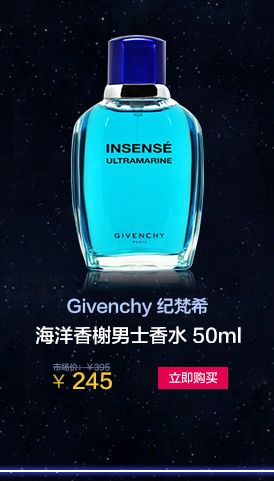 INSENSÉ
ULTRAMARINE
GIVENCHY
PARIS
Givenchy 纪梵希
海洋香榭男士香水 50ml
市场价：￥395
￥ 245
立即购买